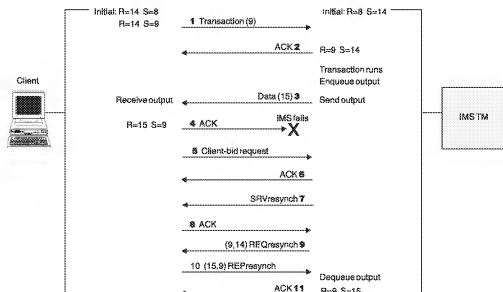 Initial: R=14 S=8
Initial: R=8 S=14
R=14 S=9
1 Transaction (9)
ACK 2
R=9 S=14
Transaction runs
Enqueue output
Client
Receive output
Data (15) 3
Send output
IMS TM
R=15 S=9
4 ACK
IMS fails
X
5 Client-bid request
ACK 6
SRVresynch 7
8 ACK
(9,14) REQresynch 9
10 (15,9) REPresynch
Dequeue output
ACK 11
R=9 S=15